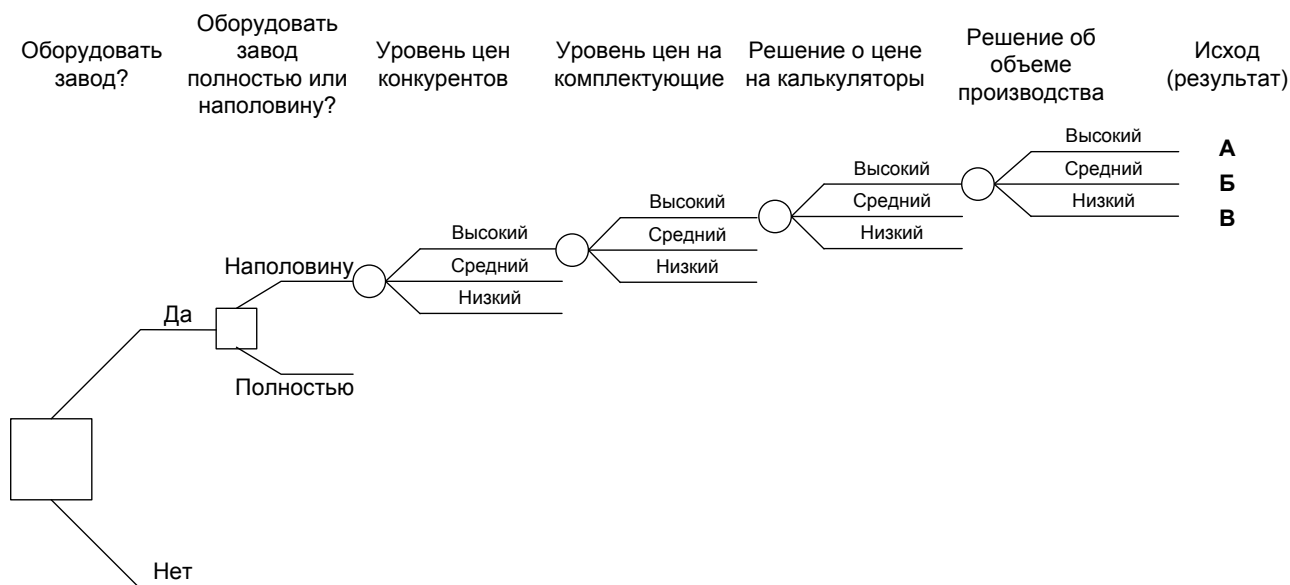 Оборудовать
завод?
Оборудовать
завод
полностью или
наполовину?
Уровень цен
конкурентов
Уровень цен на
комплектующие
Решение о цене
на калькуляторы
Решение об
объеме
производства
Исход
(результат)
Высокий
А
Средний
Б
Низкий
В
Высокий
Средний
Низкий
Высокий
Средний
Низкий
Высокий
Средний
Низкий
Наполовину
Да
Полностью
Нет